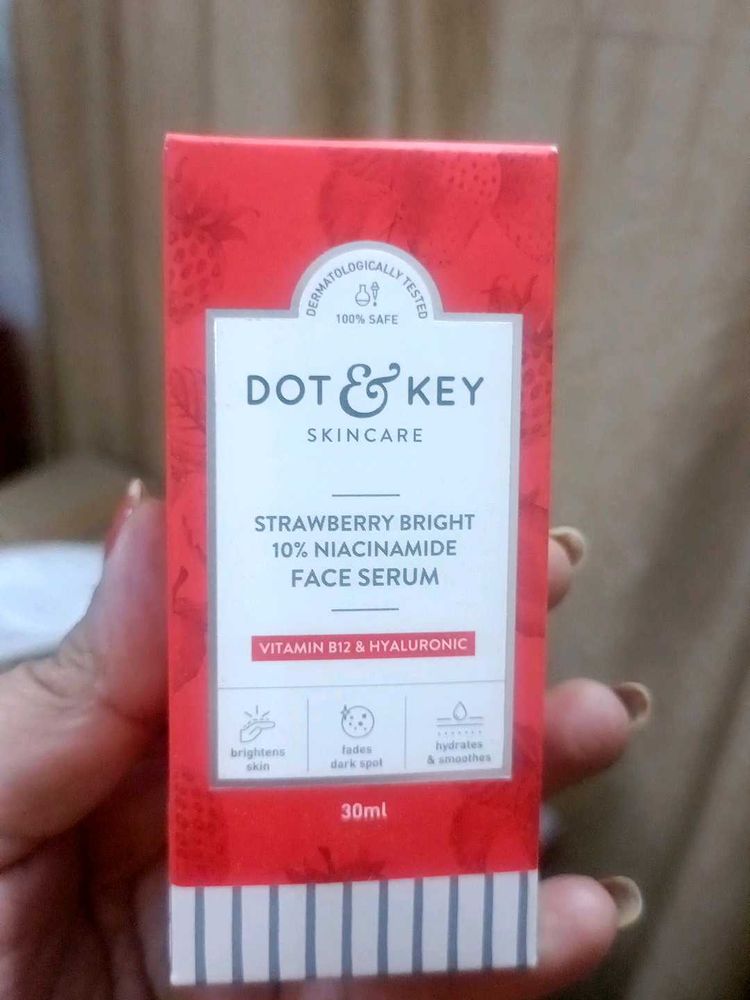 DERMATOLOGICALLY TESTED
100% SAFE
DOT & KEY
SKINCARE
STRAWBERRY BRIGHT
10% NIACINAMIDE
FACE SERUM
VITAMIN B12 & HYALURONIC
brightens
skin
fades
dark spot
hydrates
& smoothes
30ml